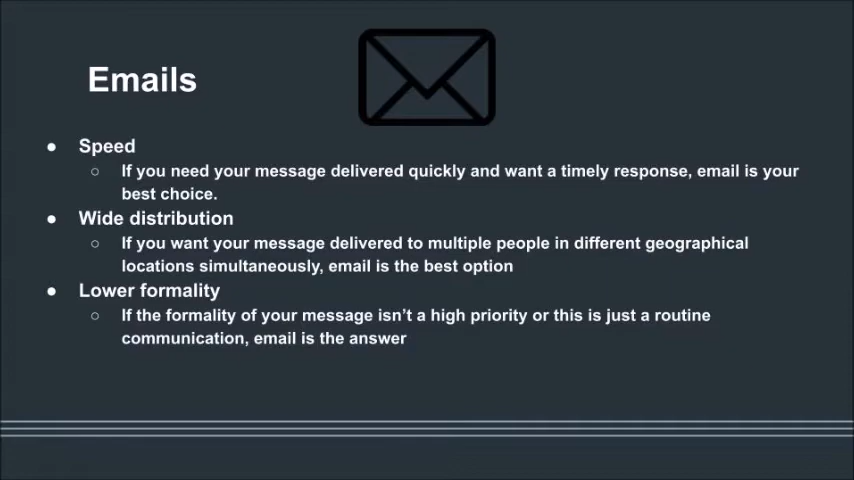 Emails
● Speed
○ If you need your message delivered quickly and want a timely response, email is your
best choice.
● Wide distribution
○ If you want your message delivered to multiple people in different geographical
locations simultaneously, email is the best option
● Lower formality
○ If the formality of your message isn’t a high priority or this is just a routine
communication, email is the answer